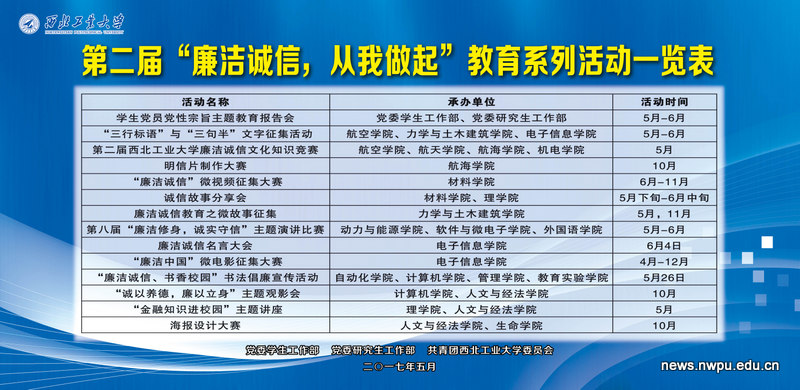 西北工业大学
NORTHWESTERN POLYTECHNICAL UNIVERSITY
第二届“廉洁诚信，从我做起”教育系列活动一览表
活动名称 承办单位 活动时间
学生党员党性宗旨主题教育报告会 党委学生工作部、党委研究生工作部 5月-6月
“三行标语”与“三句半”文字征集活动 航空学院、力学与土木建筑学院、电子信息学院 5月-6月
第二届西北工业大学廉洁诚信文化知识竞赛 航空学院、航天学院、航海学院、机电学院 5月
明信片制作大赛 航海学院 10月
“廉洁诚信”微视频征集大赛 材料学院 6月-11月
诚信故事分享会 材料学院、理学院 5月下旬-6月中旬
廉洁诚信教育之微故事征集 力学与土木建筑学院 5月，11月
第八届“廉洁修身，诚实守信”主题演讲比赛 动力与能源学院、软件与微电子学院、外国语学院 5月-6月
廉洁诚信名言大会 电子信息学院 6月4日
“廉洁中国”微电影征集大赛 电子信息学院 4月-12月
“廉洁诚信、书香校园”书法倡廉宣传活动 自动化学院、计算机学院、管理学院、教育实验学院 5月26日
“诚以养德，廉以立身”主题观影会 计算机学院、人文与经法学院 10月
“金融知识进校园”主题讲座 理学院、人文与经法学院 5月
海报设计大赛 人文与经法学院、生命学院 10月
党委学生工作部 党委研究生工作部 共青团西北工业大学委员会
二〇一七年五月
news.nwpu.edu.cn